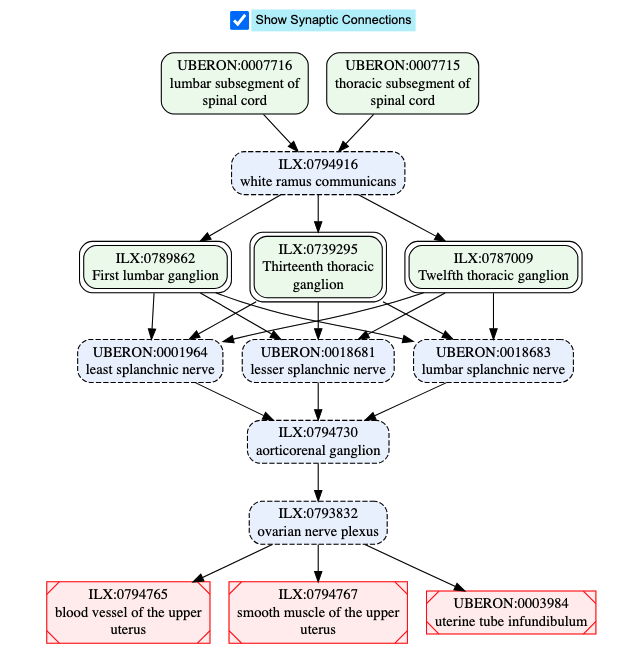 Show Synaptic Connections
UBERON:0007716
lumbar subsegment of
spinal cord
UBERON:0007715
thoracic subsegment of
spinal cord
ILX:0794916
white ramus communicans
ILX:0789862
First lumbar ganglion
ILX:0739295
Thirteenth thoracic
ganglion
ILX:0787009
Twelfth thoracic ganglion
UBERON:0001964
least splanchnic nerve
UBERON:0018681
lesser splanchnic nerve
UBERON:0018683
lumbar splanchnic nerve
ILX:0794730
aorticorenal ganglion
ILX:0793832
ovarian nerve plexus
ILX:0794765
blood vessel of the upper
uterus
ILX:0794767
smooth muscle of the upper
uterus
UBERON:0003984
uterine tube infundibulum